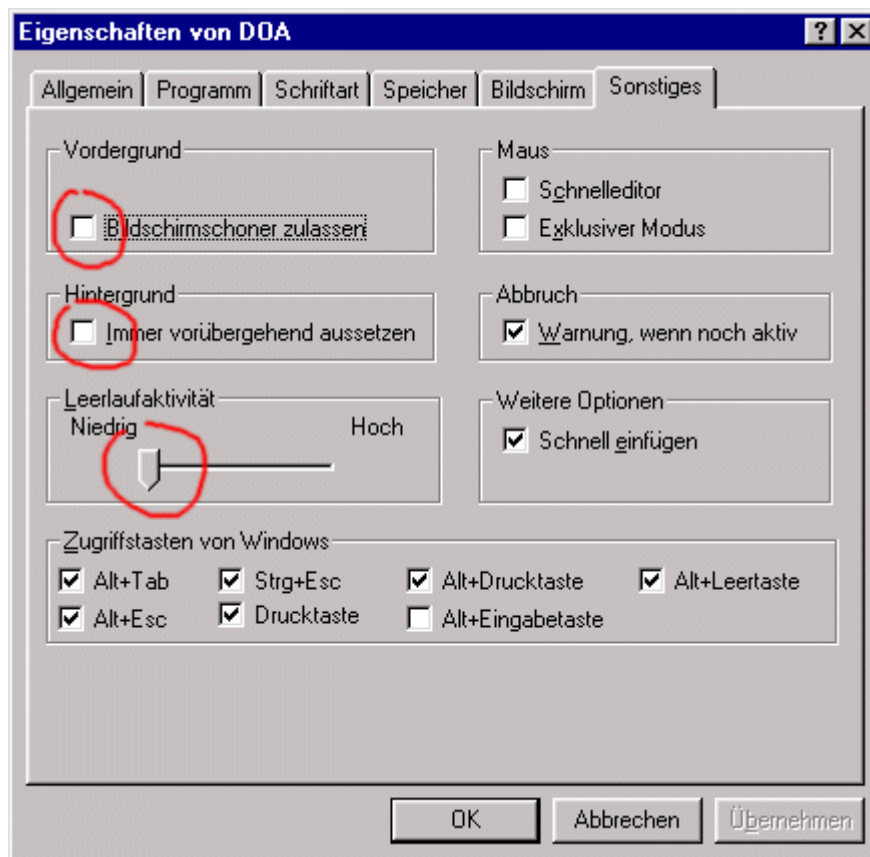 Eigenschaften von DOA
Allgemein Programm Schriftart Speicher Bildschirm Sonstiges
Vordergrund
Bildschirmschoner zulassen
Maus
Schnelleditor
Exklusiver Modus
Hintergrund
Immer vorübergehend aussetzen
Abbruch
Warnung, wenn noch aktiv
Leerlaufaktivität
Niedrig Hoch
Weitere Optionen
Schnell einfügen
Zugriffstasten von Windows
Alt+Tab Strg+Esc Alt+Drucktaste Alt+Leertaste
Alt+Esc Drucktaste Alt+Eingabetaste
OK Abbrechen Übernehmen